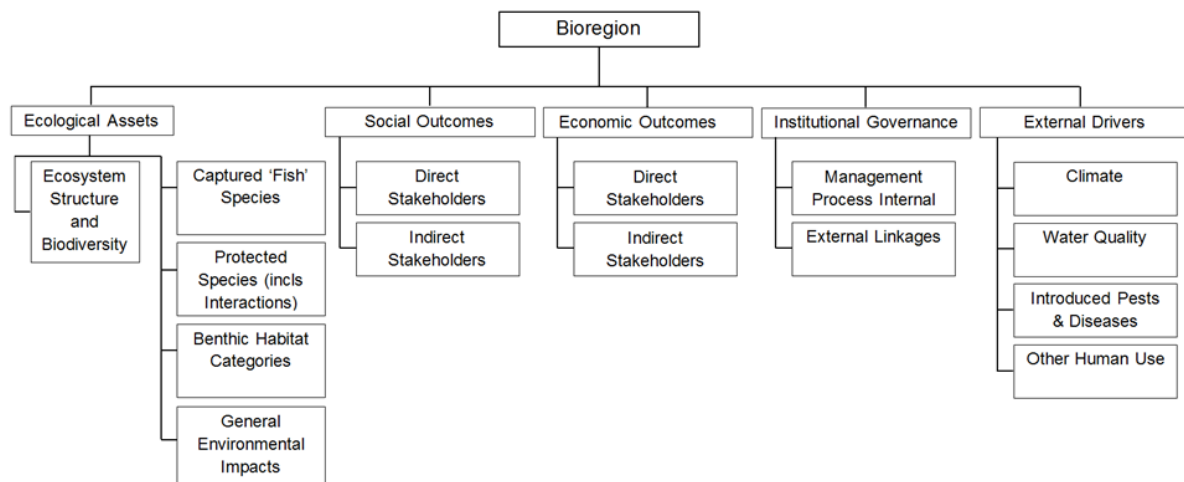 Bioregion
Ecological Assets
Social Outcomes
Economic Outcomes
Institutional Governance
External Drivers
Ecosystem
Structure
and
Biodiversity
Captured ‘Fish’
Species
Protected
Species (incls
Interactions)
Benthic Habitat
Categories
General
Environmental
Impacts
Direct
Stakeholders
Indirect
Stakeholders
Direct
Stakeholders
Indirect
Stakeholders
Management
Process Internal
External Linkages
Climate
Water Quality
Introduced Pests
& Diseases
Other Human Use